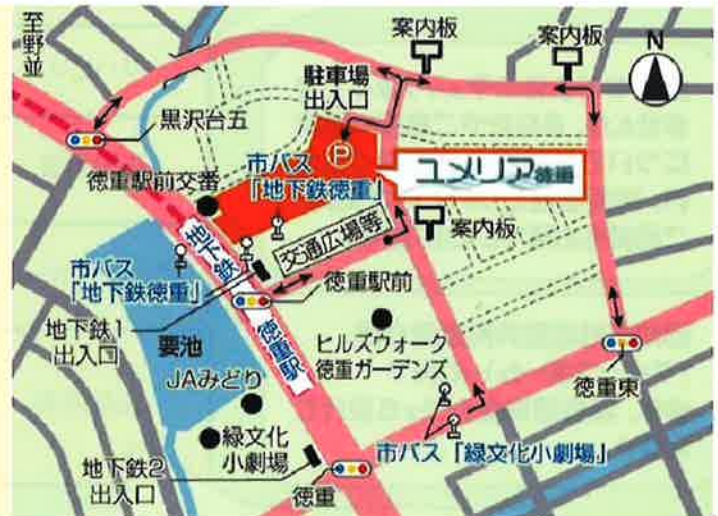 至野並
案内板
案内板
N
駐車場
出入口
黒沢台五
P
ユメリア徳重
市バス
「地下鉄徳重」
徳重駅前交番
案内板
交通広場等
地下鉄 徳重駅
市バス
「地下鉄徳重」
徳重駅前
地下鉄1
出入口
要池
ヒルズウォーク
徳重ガーデンズ
JAみどり
徳重東
緑文化
小劇場
市バス「緑文化小劇場」
地下鉄2
出入口
徳重